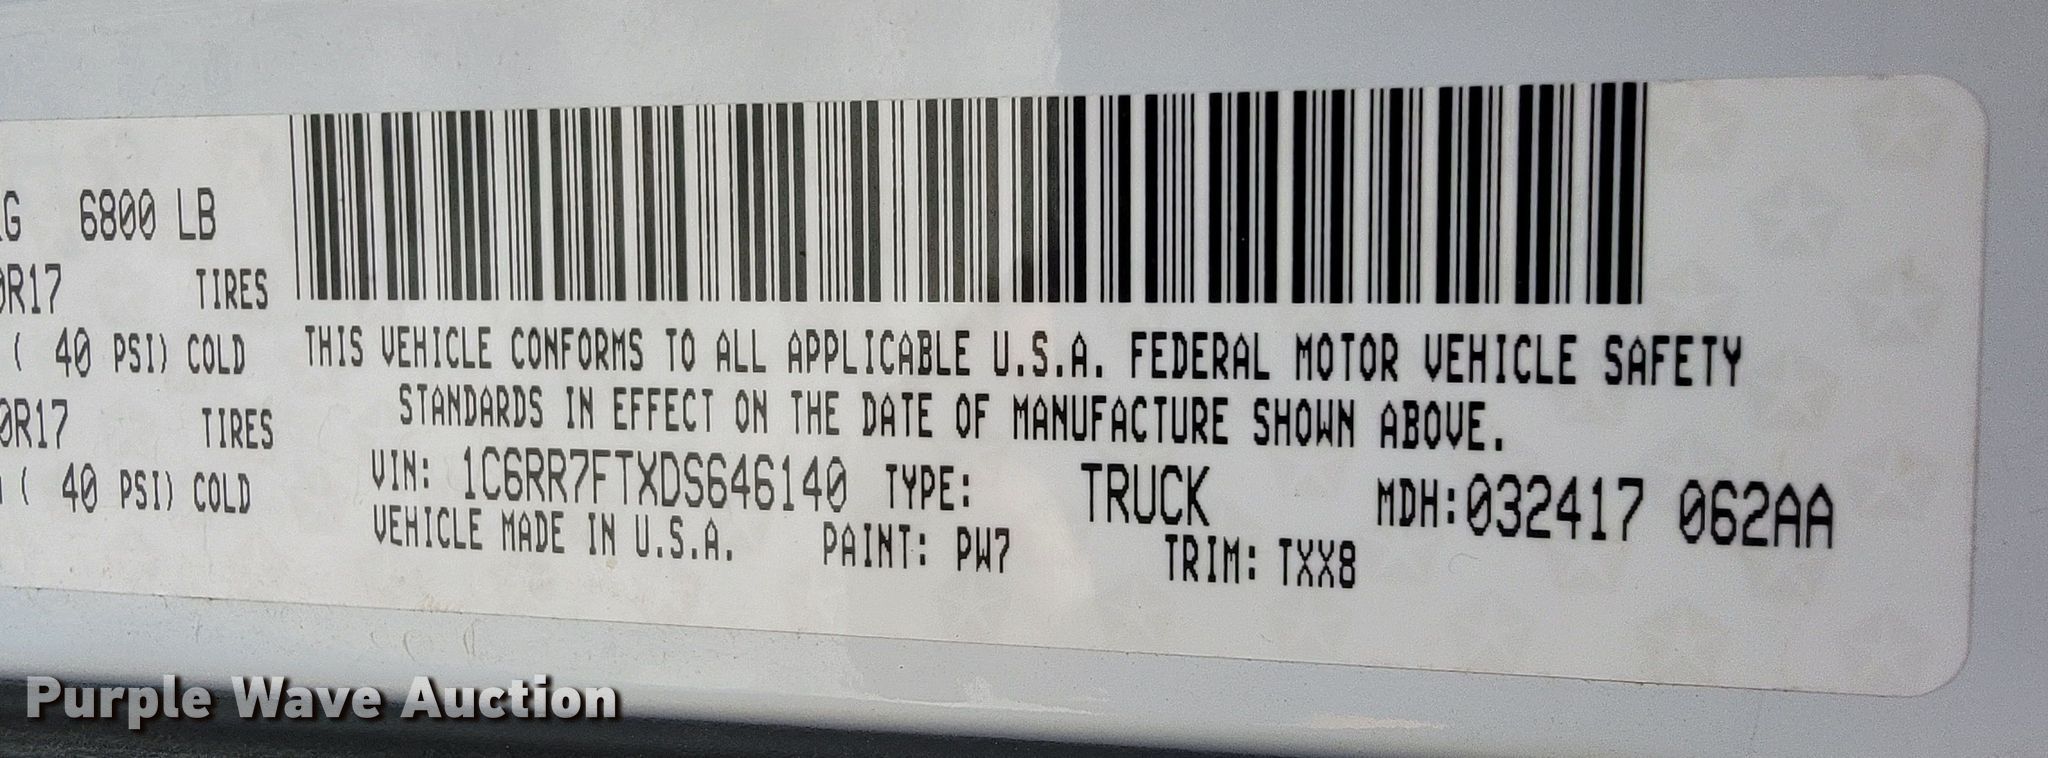 6800 LB
R17 TIRES
( 40 PSI) COLD
R17 TIRES
( 40 PSI) COLD
THIS VEHICLE CONFORMS TO ALL APPLICABLE U.S.A. FEDERAL MOTOR VEHICLE SAFETY
STANDARDS IN EFFECT ON THE DATE OF MANUFACTURE SHOWN ABOVE.
VIN: 1C6RR7FTXDS646140 TYPE: TRUCK MDH:032417 062AA
VEHICLE MADE IN U.S.A. PAINT: PW7 TRIM: TXX8
Purple Wave Auction